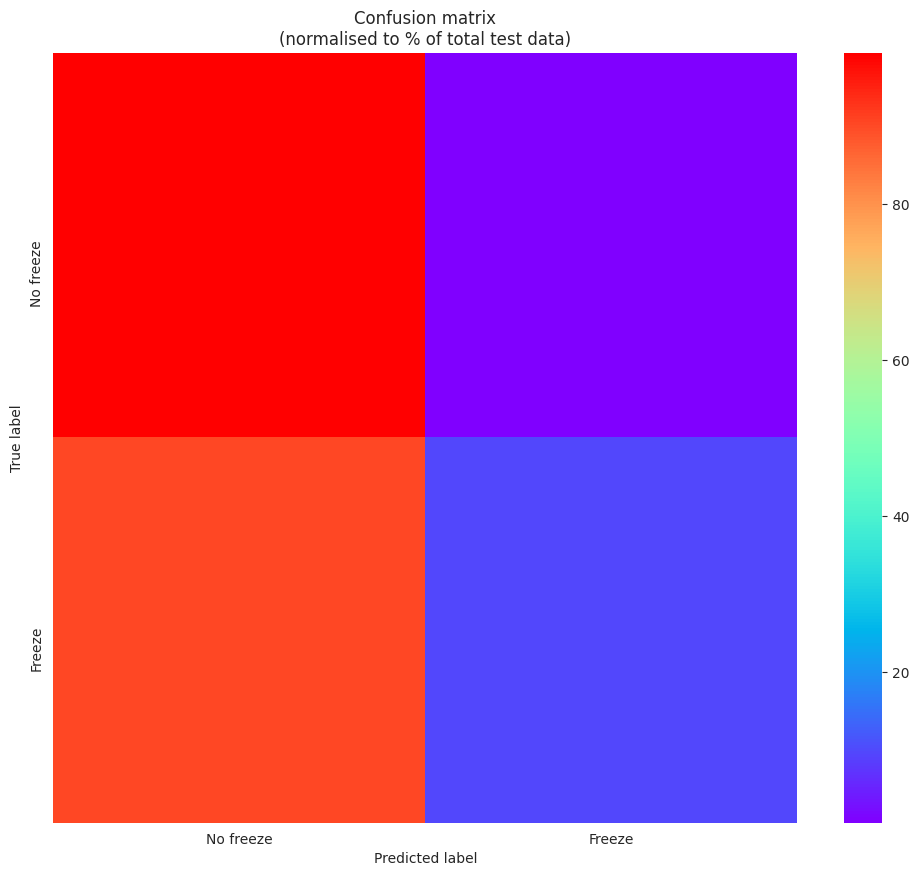 Confusion matrix
(normalised to % of total test data)
True label
No freeze
Freeze
No freeze
Freeze
Predicted label
80
60
40
20